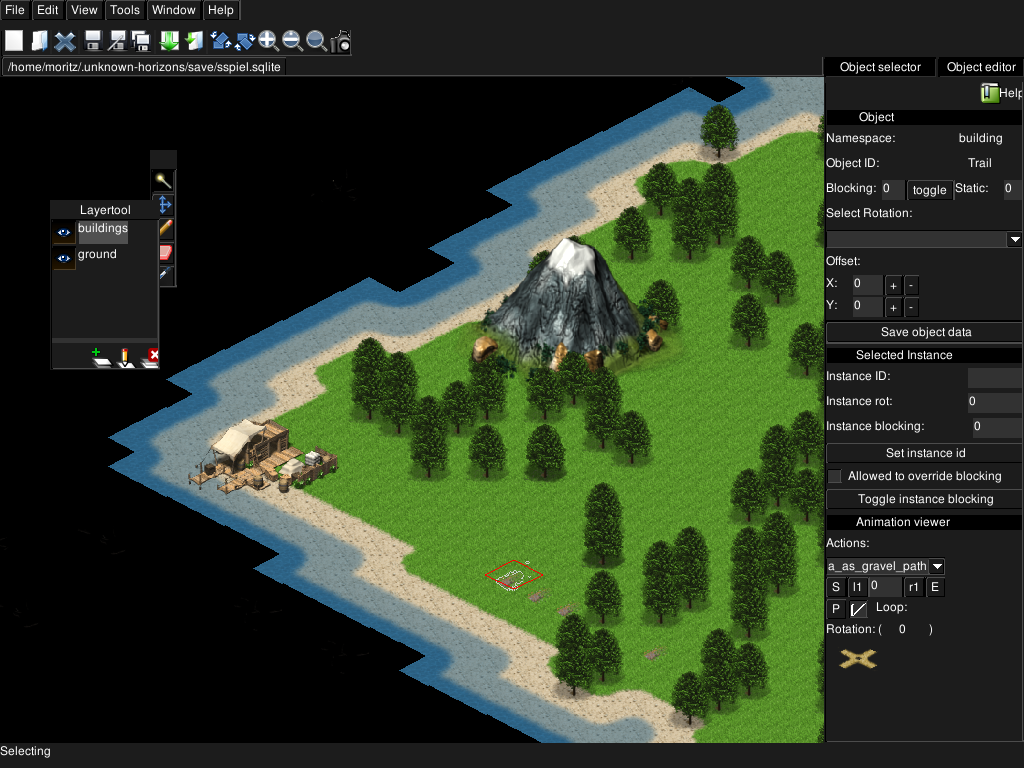 File Edit View Tools Window Help
/home/moritz/.unknown-horizons/save/sspiel.sqlite
Object selector Object editor
Help
Object
Namespace: building
Object ID: Trail
Blocking: 0 toggle Static: 0
Select Rotation:
Offset:
X: 0 + -
Y: 0 + -
Save object data
Selected Instance
Instance ID:
Instance rot: 0
Instance blocking: 0
Set instance id
Allowed to override blocking
Toggle instance blocking
Animation viewer
Actions:
a_as_gravel_path
S l1 0 r1 E
P Loop:
Rotation: ( 0 )
Layertool
buildings
ground
Selecting